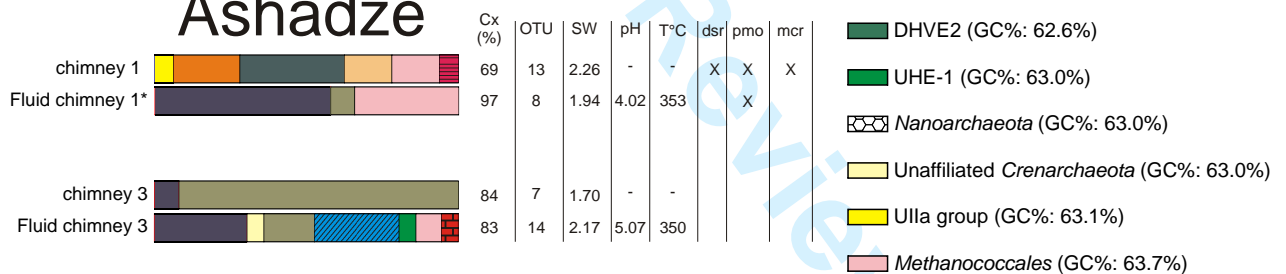 Ashadze
Cx (%) OTU SW pH T°C dsr pmo mcr
chimney 1 69 13 2.26 - - X X X
Fluid chimney 1* 97 8 1.94 4.02 353 X
chimney 3 84 7 1.70 - -
Fluid chimney 3 83 14 2.17 5.07 350
DHVE2 (GC%: 62.6%)
UHE-1 (GC%: 63.0%)
Nanoarchaeota (GC%: 63.0%)
Unaffiliated Crenarchaeota (GC%: 63.0%)
UIIa group (GC%: 63.1%)
Methanococcales (GC%: 63.7%)
Review